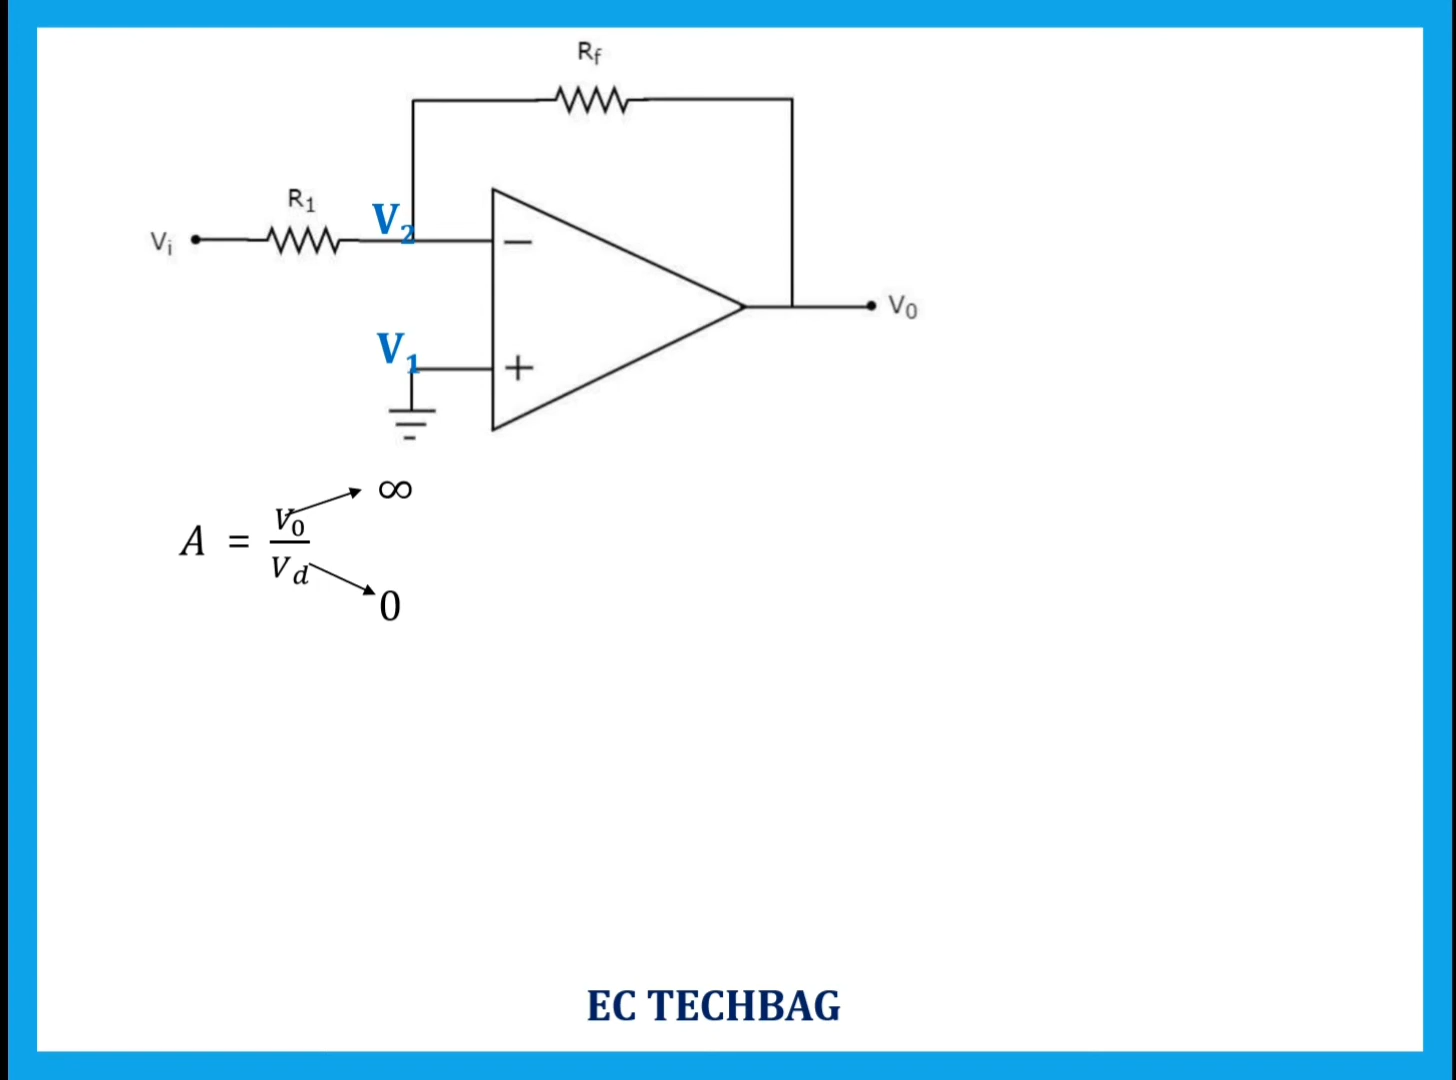 Rf
R1
V2
Vi
−
V0
V1
+
∞
A = V0/Vd
0
EC TECHBAG